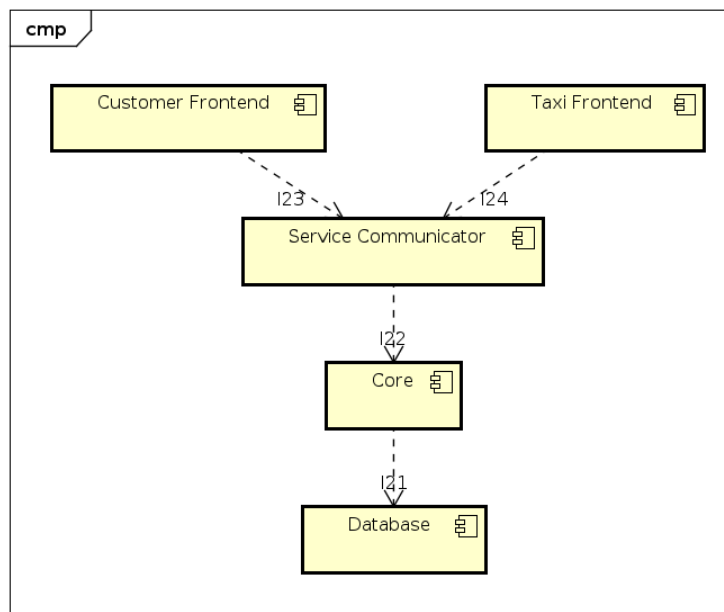 cmp
Customer Frontend
Taxi Frontend
I23
I24
Service Communicator
I22
Core
I21
Database